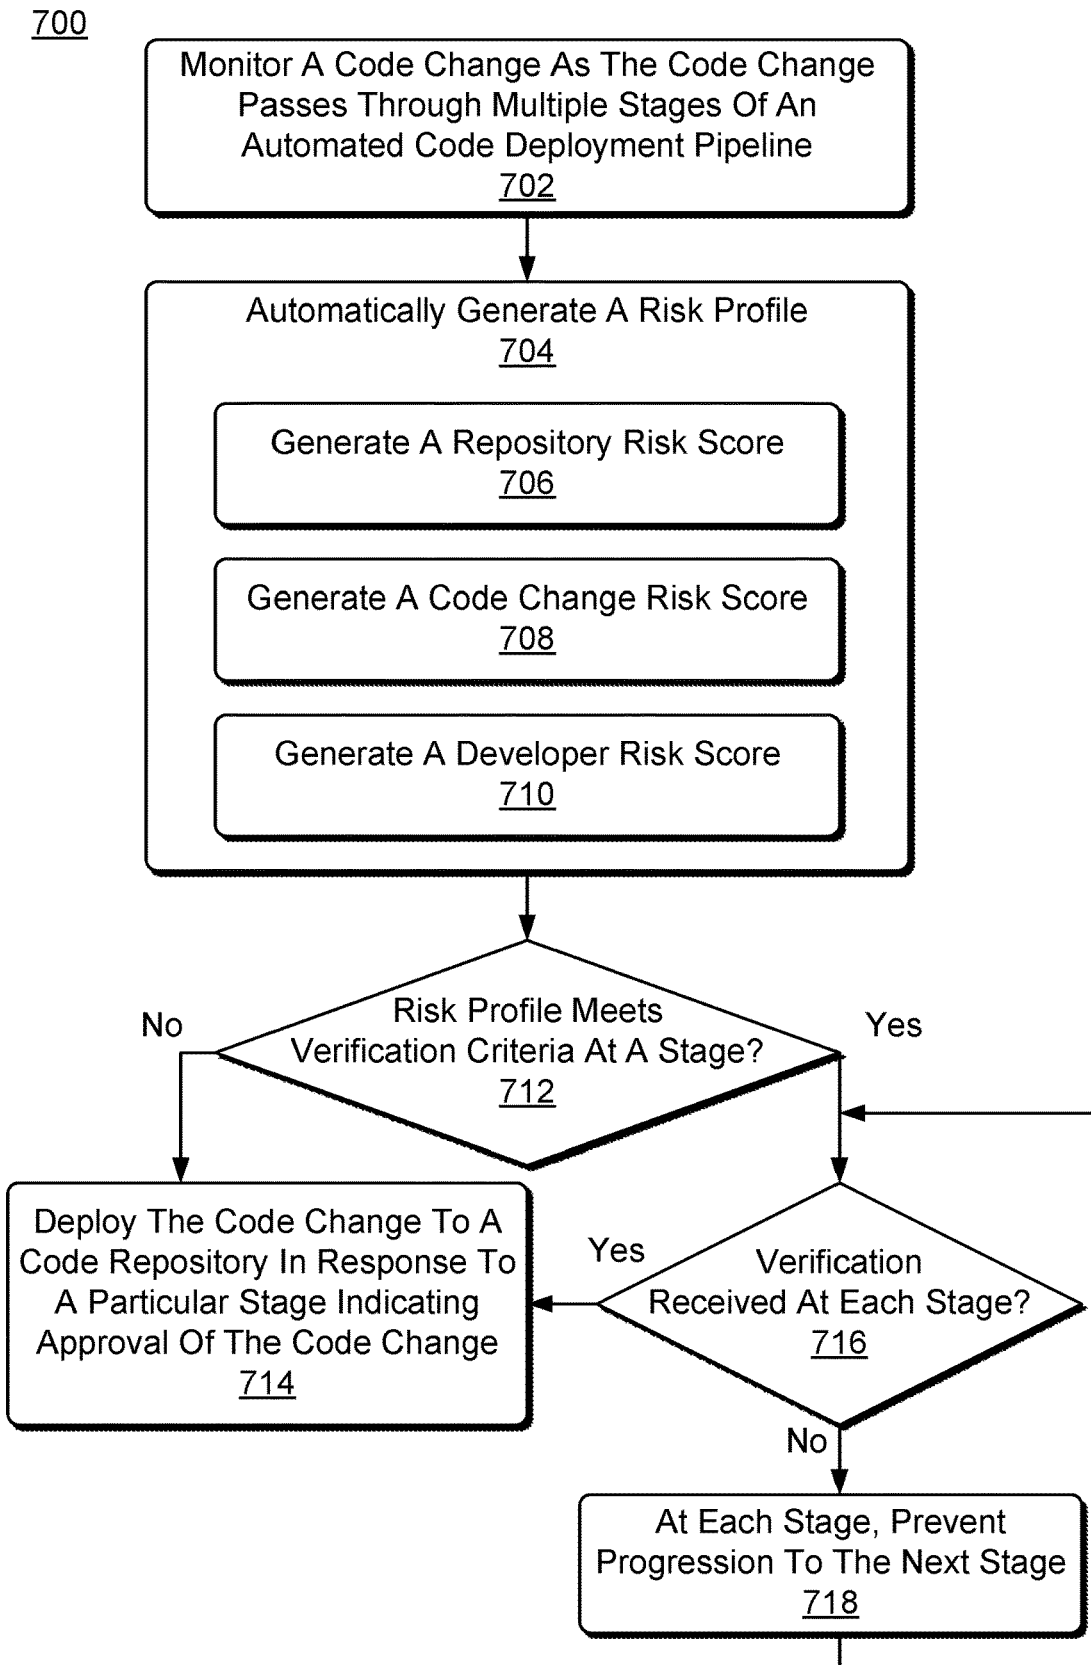 700
Monitor A Code Change As The Code Change
Passes Through Multiple Stages Of An
Automated Code Deployment Pipeline
702
Automatically Generate A Risk Profile
704
Generate A Repository Risk Score
706
Generate A Code Change Risk Score
708
Generate A Developer Risk Score
710
No
Risk Profile Meets
Verification Criteria At A Stage?
712
Yes
Deploy The Code Change To A
Code Repository In Response To
A Particular Stage Indicating
Approval Of The Code Change
714
Yes
Verification
Received At Each Stage?
716
No
At Each Stage, Prevent
Progression To The Next Stage
718